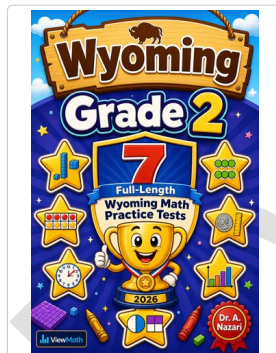 Wyoming
Grade 2
7
Full-Length
Wyoming Math
Practice Tests
2026
ViewMath
Dr. A.
Nazari